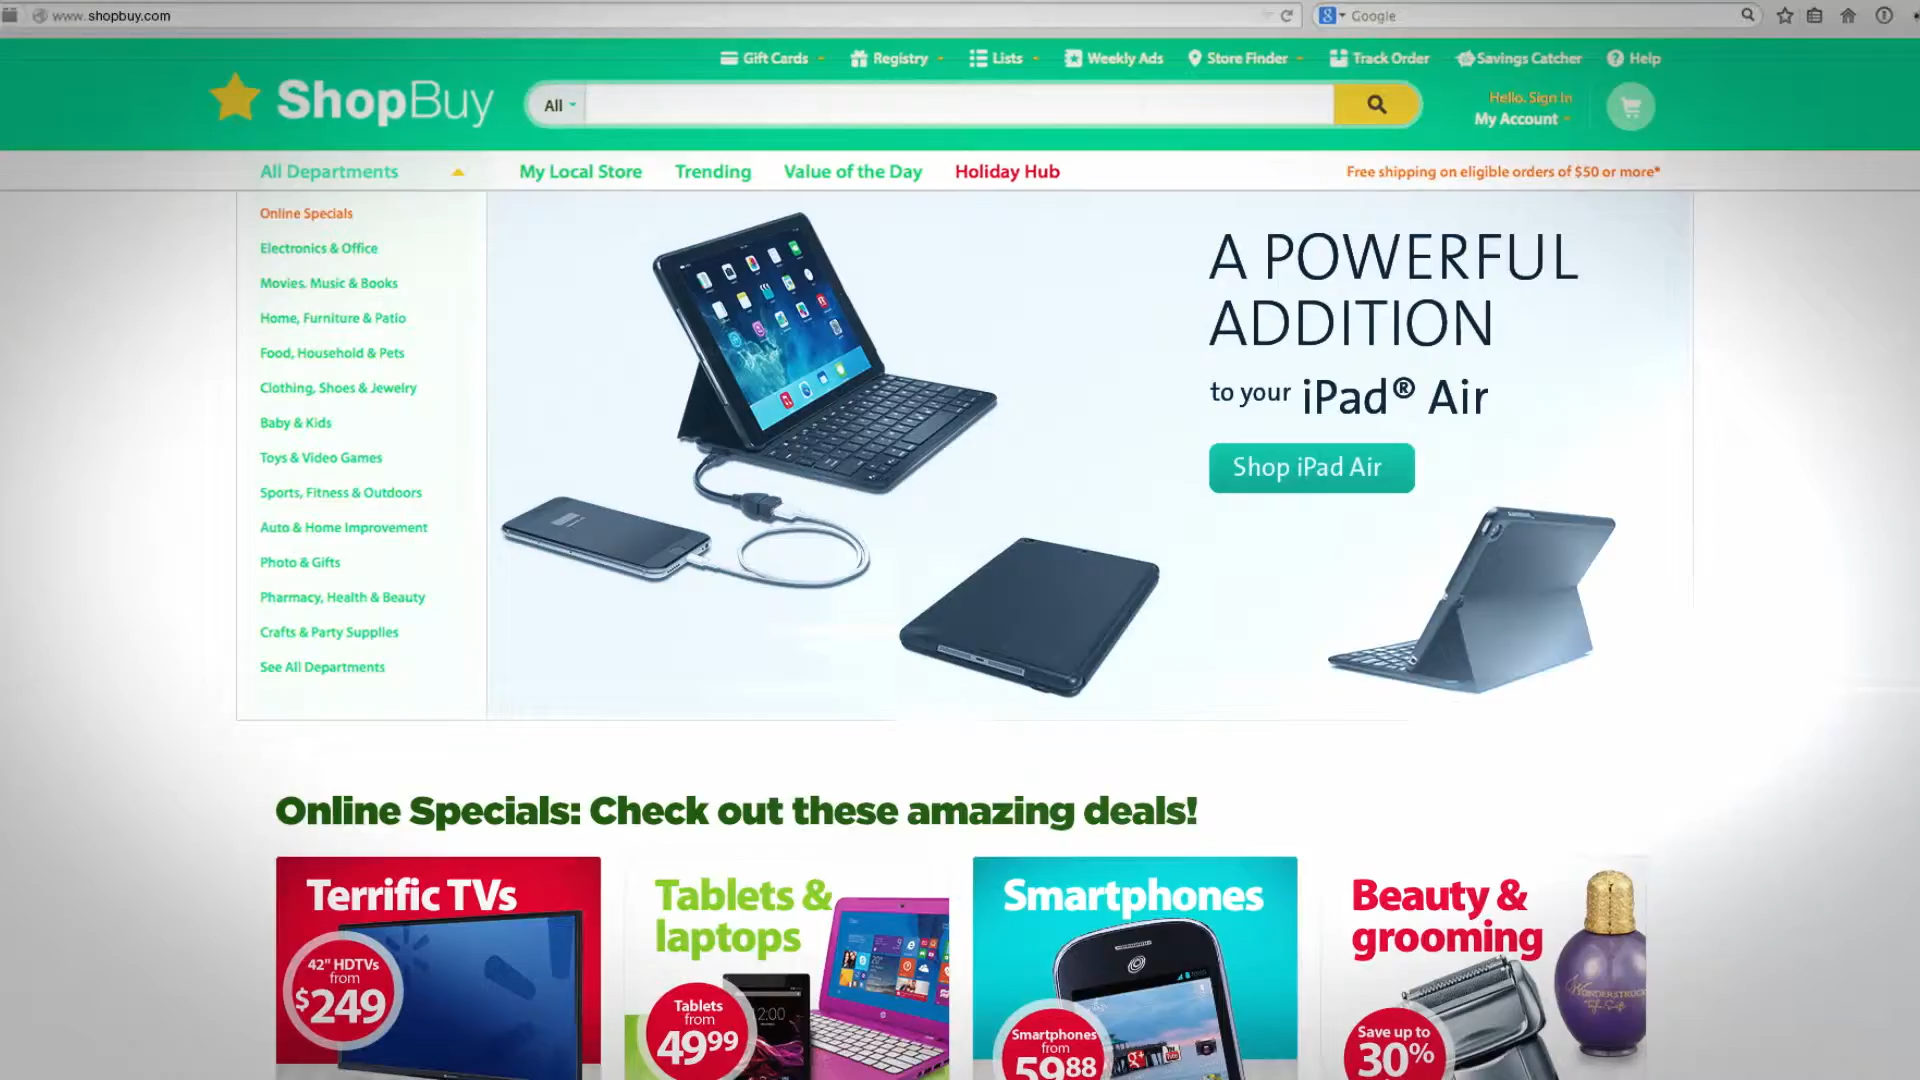 www.shopbuy.com
Google
Gift Cards
Registry
Lists
Weekly Ads
Store Finder
Track Order
Savings Catcher
Help
ShopBuy
All
Hello. Sign In
My Account
All Departments
My Local Store
Trending
Value of the Day
Holiday Hub
Free shipping on eligible orders of $50 or more*
Online Specials
Electronics & Office
Movies, Music & Books
Home, Furniture & Patio
Food, Household & Pets
Clothing, Shoes & Jewelry
Baby & Kids
Toys & Video Games
Sports, Fitness & Outdoors
Auto & Home Improvement
Photo & Gifts
Pharmacy, Health & Beauty
Crafts & Party Supplies
See All Departments
A POWERFUL
ADDITION
to your iPad® Air
Shop iPad Air
Online Specials: Check out these amazing deals!
Terrific TVs
42" HDTVs
from
$249
Tablets &
laptops
Tablets
from
4999
12:00
Smartphones
Smartphones
from
5988
Beauty &
grooming
Save up to
30%
WONDERSTRUCK